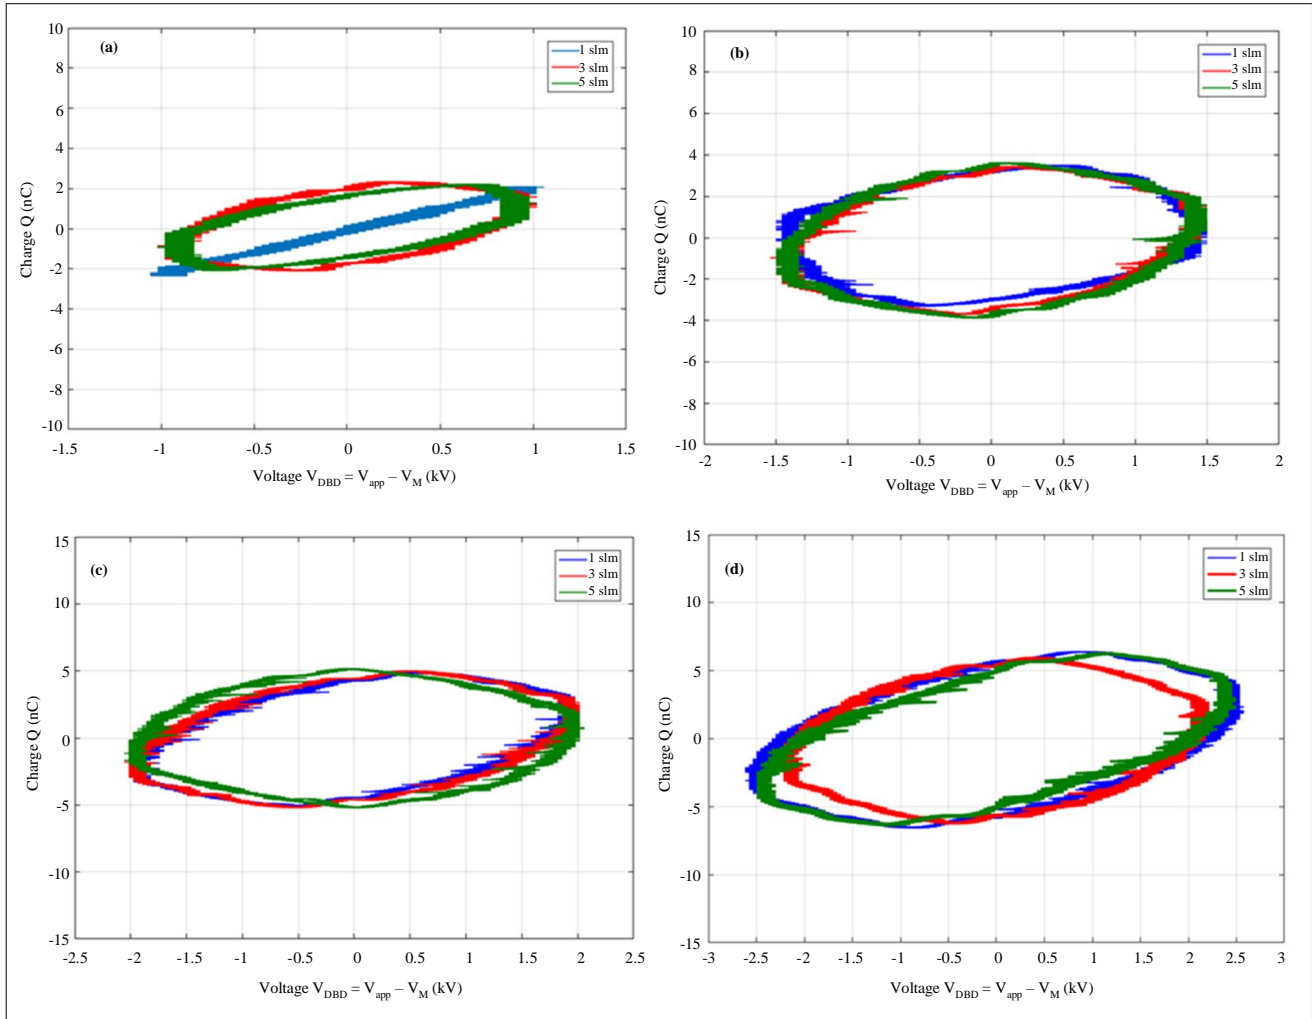 (a)
1 slm
3 slm
5 slm
10
8
6
4
2
0
-2
-4
-6
-8
-10
Charge Q (nC)
-1.5 -1 -0.5 0 0.5 1 1.5
Voltage V_DBD = V_app – V_M (kV)
(b)
1 slm
3 slm
5 slm
10
8
6
4
2
0
-2
-4
-6
-8
-10
Charge Q (nC)
-2 -1.5 -1 -0.5 0 0.5 1 1.5 2
Voltage V_DBD = V_app – V_M (kV)
(c)
1 slm
3 slm
5 slm
15
10
5
0
-5
-10
-15
Charge Q (nC)
-2.5 -2 -1.5 -1 -0.5 0 0.5 1 1.5 2 2.5
Voltage V_DBD = V_app – V_M (kV)
(d)
1 slm
3 slm
5 slm
15
10
5
0
-5
-10
-15
Charge Q (nC)
-3 -2.5 -2 -1.5 -1 -0.5 0 0.5 1 1.5 2 2.5 3
Voltage V_DBD = V_app – V_M (kV)